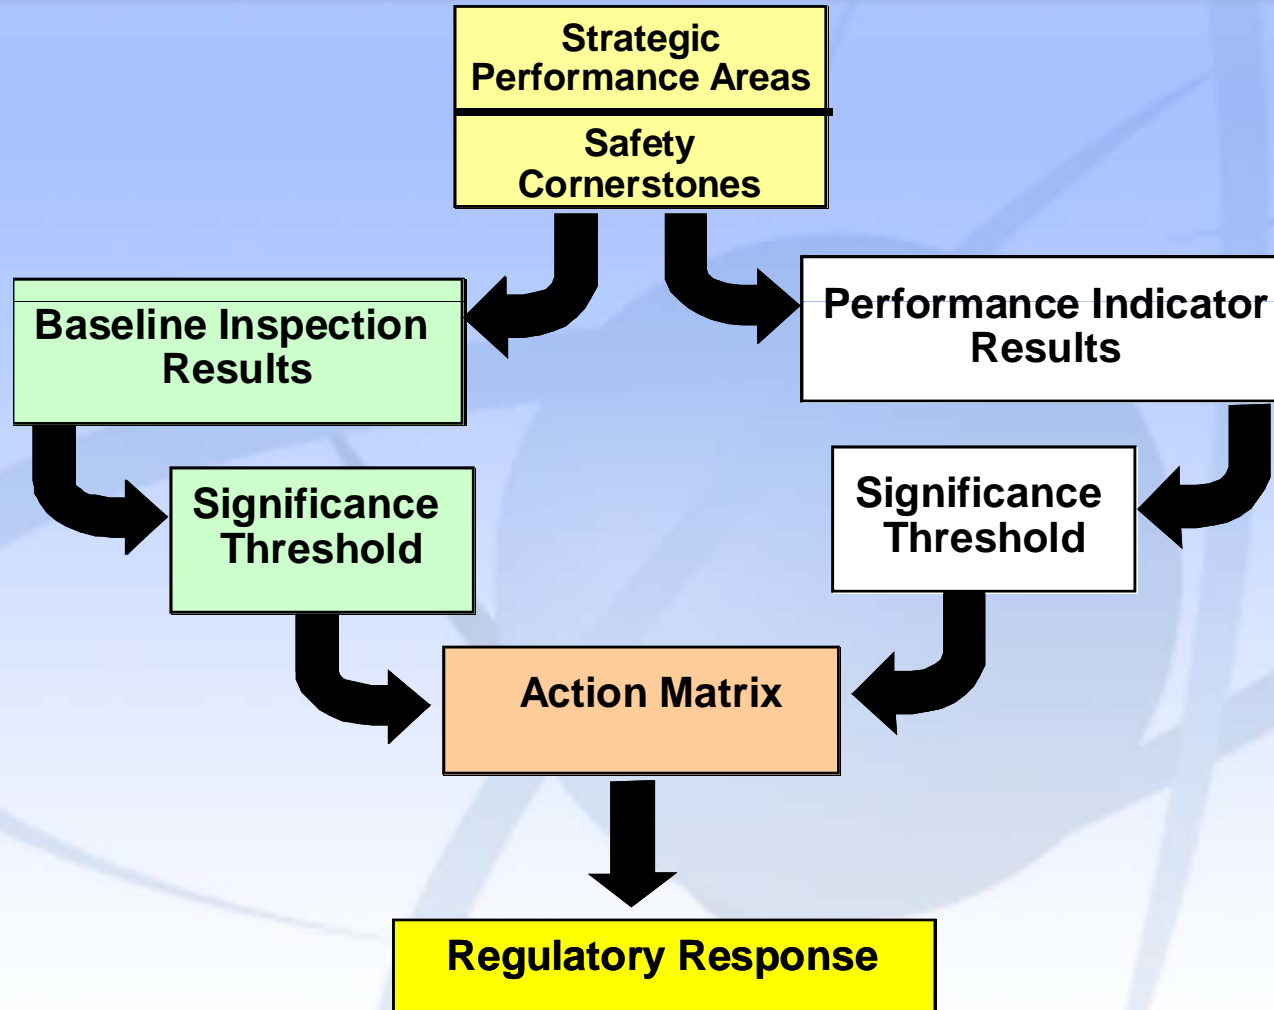 Strategic
Performance Areas
Safety
Cornerstones
Baseline Inspection
Results
Performance Indicator
Results
Significance
Threshold
Significance
Threshold
Action Matrix
Regulatory Response